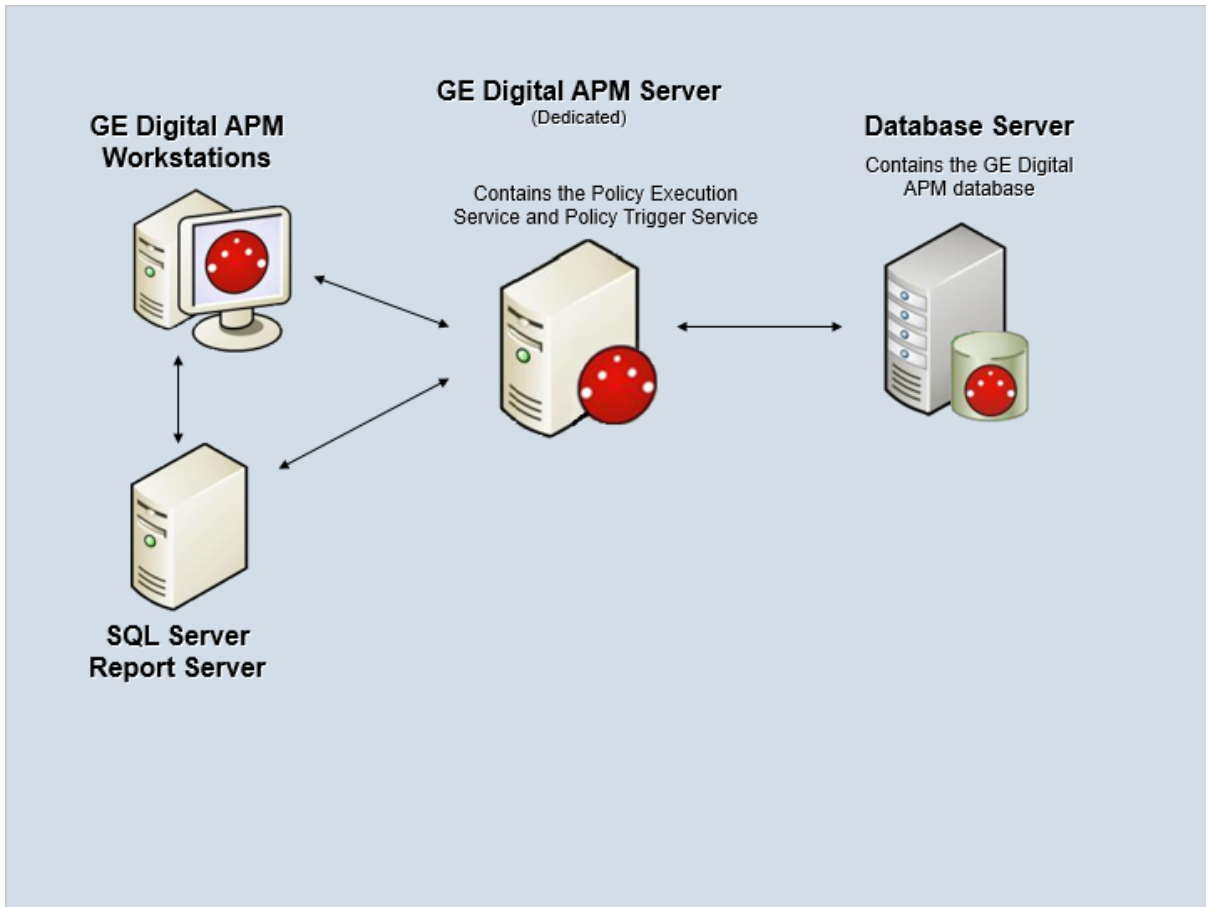 GE Digital APM
Workstations
GE Digital APM Server
(Dedicated)
Contains the Policy Execution
Service and Policy Trigger Service
Database Server
Contains the GE Digital
APM database
SQL Server
Report Server